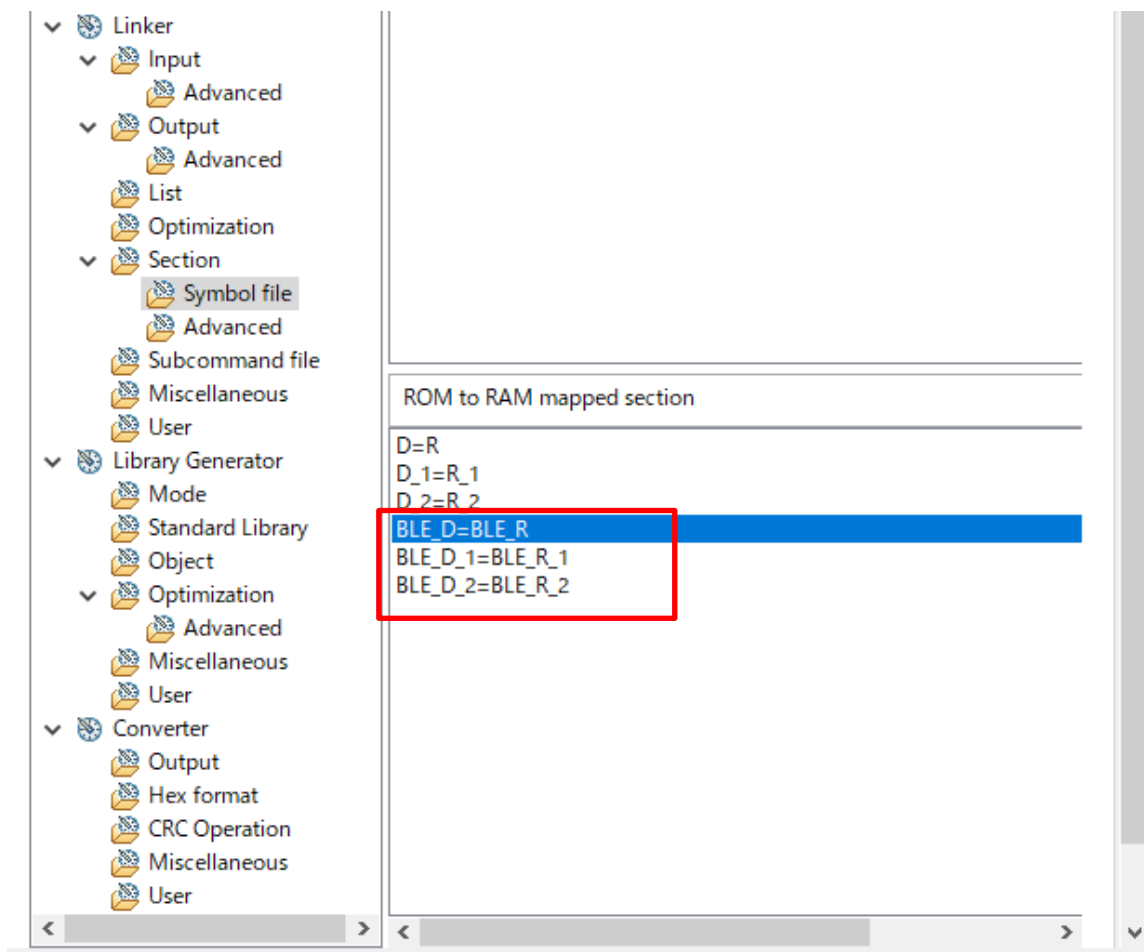 Linker
Input
Advanced
Output
Advanced
List
Optimization
Section
Symbol file
Advanced
Subcommand file
Miscellaneous
User
Library Generator
Mode
Standard Library
Object
Optimization
Advanced
Miscellaneous
User
Converter
Output
Hex format
CRC Operation
Miscellaneous
User
ROM to RAM mapped section
D=R
D_1=R_1
D_2=R_2
BLE_D=BLE_R
BLE_D_1=BLE_R_1
BLE_D_2=BLE_R_2